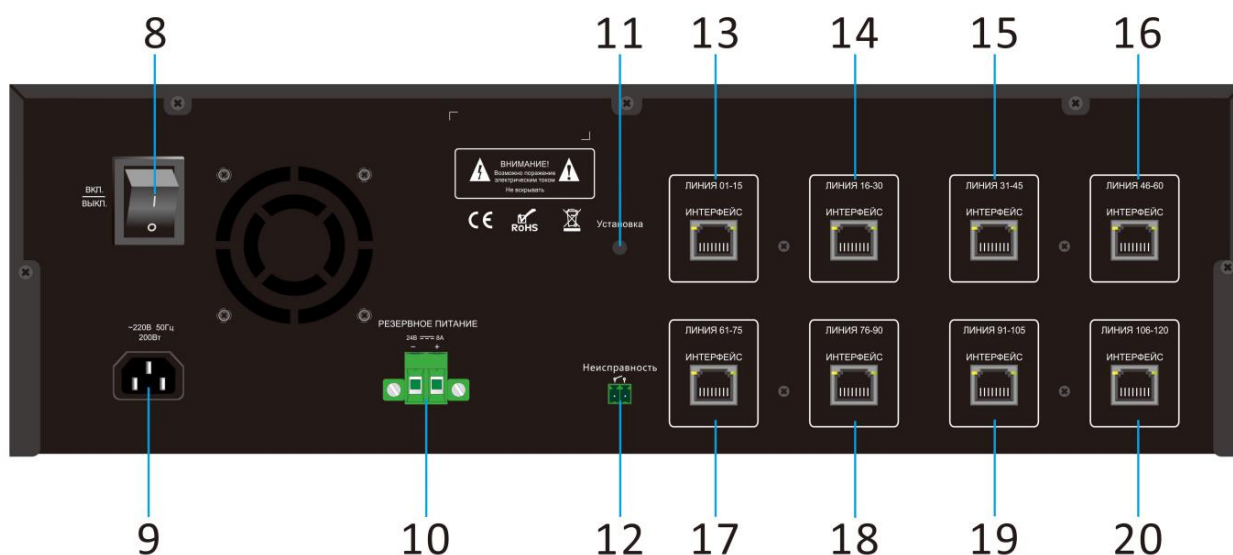 8
11
13
14
15
16
ВКЛ.
ВЫКЛ.
ВНИМАНИЕ!
Возможно поражение
электрическим током
Не вскрывать
CE
RoHS
Установка
ЛИНИЯ 01-15
ИНТЕРФЕЙС
ЛИНИЯ 16-30
ИНТЕРФЕЙС
ЛИНИЯ 31-45
ИНТЕРФЕЙС
ЛИНИЯ 46-60
ИНТЕРФЕЙС
~220В 50Гц
200Вт
РЕЗЕРВНОЕ ПИТАНИЕ
24В 8А
− +
Неисправность
ЛИНИЯ 61-75
ИНТЕРФЕЙС
ЛИНИЯ 76-90
ИНТЕРФЕЙС
ЛИНИЯ 91-105
ИНТЕРФЕЙС
ЛИНИЯ 106-120
ИНТЕРФЕЙС
9
10
12
17
18
19
20